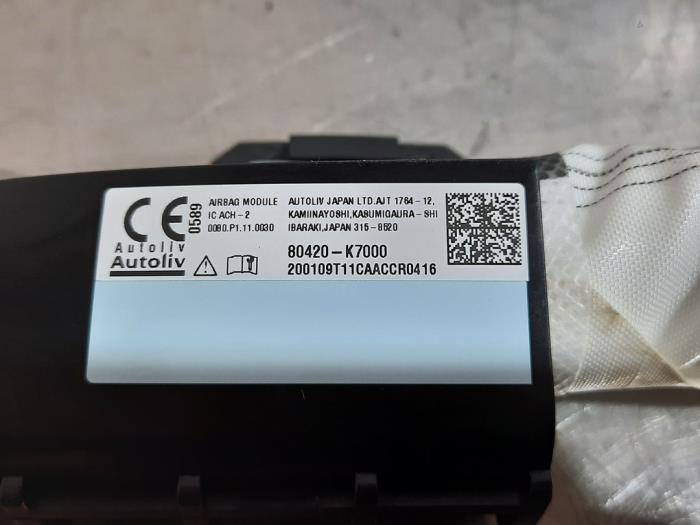 CE 0589
AIRBAG MODULE
IC ACH-2
0080.P1.11.0030
AUTOLIV JAPAN LTD.AJT 1764-12,
KAMIINAYOSHI,KASUMIGAURA-SHI
IBARAKI,JAPAN 315-8520
Autoliv
Autoliv
80420-K7000
200109T11CAACCR0416